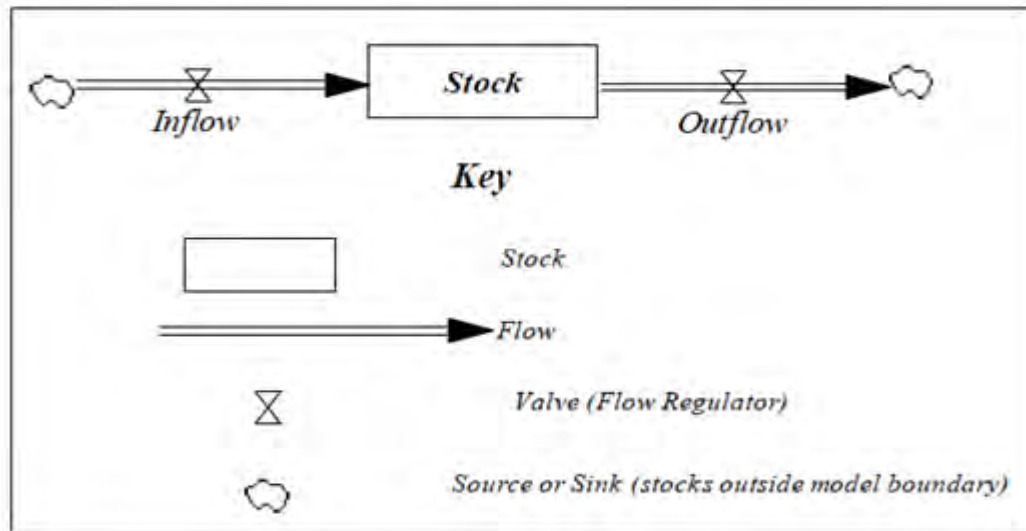 Stock
Inflow
Outflow
Key
Stock
Flow
Valve (Flow Regulator)
Source or Sink (stocks outside model boundary)